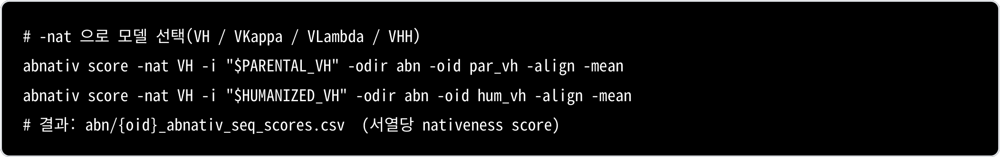 # -nat 으로 모델 선택(VH / VKappa / VLambda / VHH)
abnativ score -nat VH -i "$PARENTAL_VH" -odir abn -oid par_vh -align -mean
abnativ score -nat VH -i "$HUMANIZED_VH" -odir abn -oid hum_vh -align -mean
# 결과: abn/{oid}_abnativ_seq_scores.csv  (서열당 nativeness score)